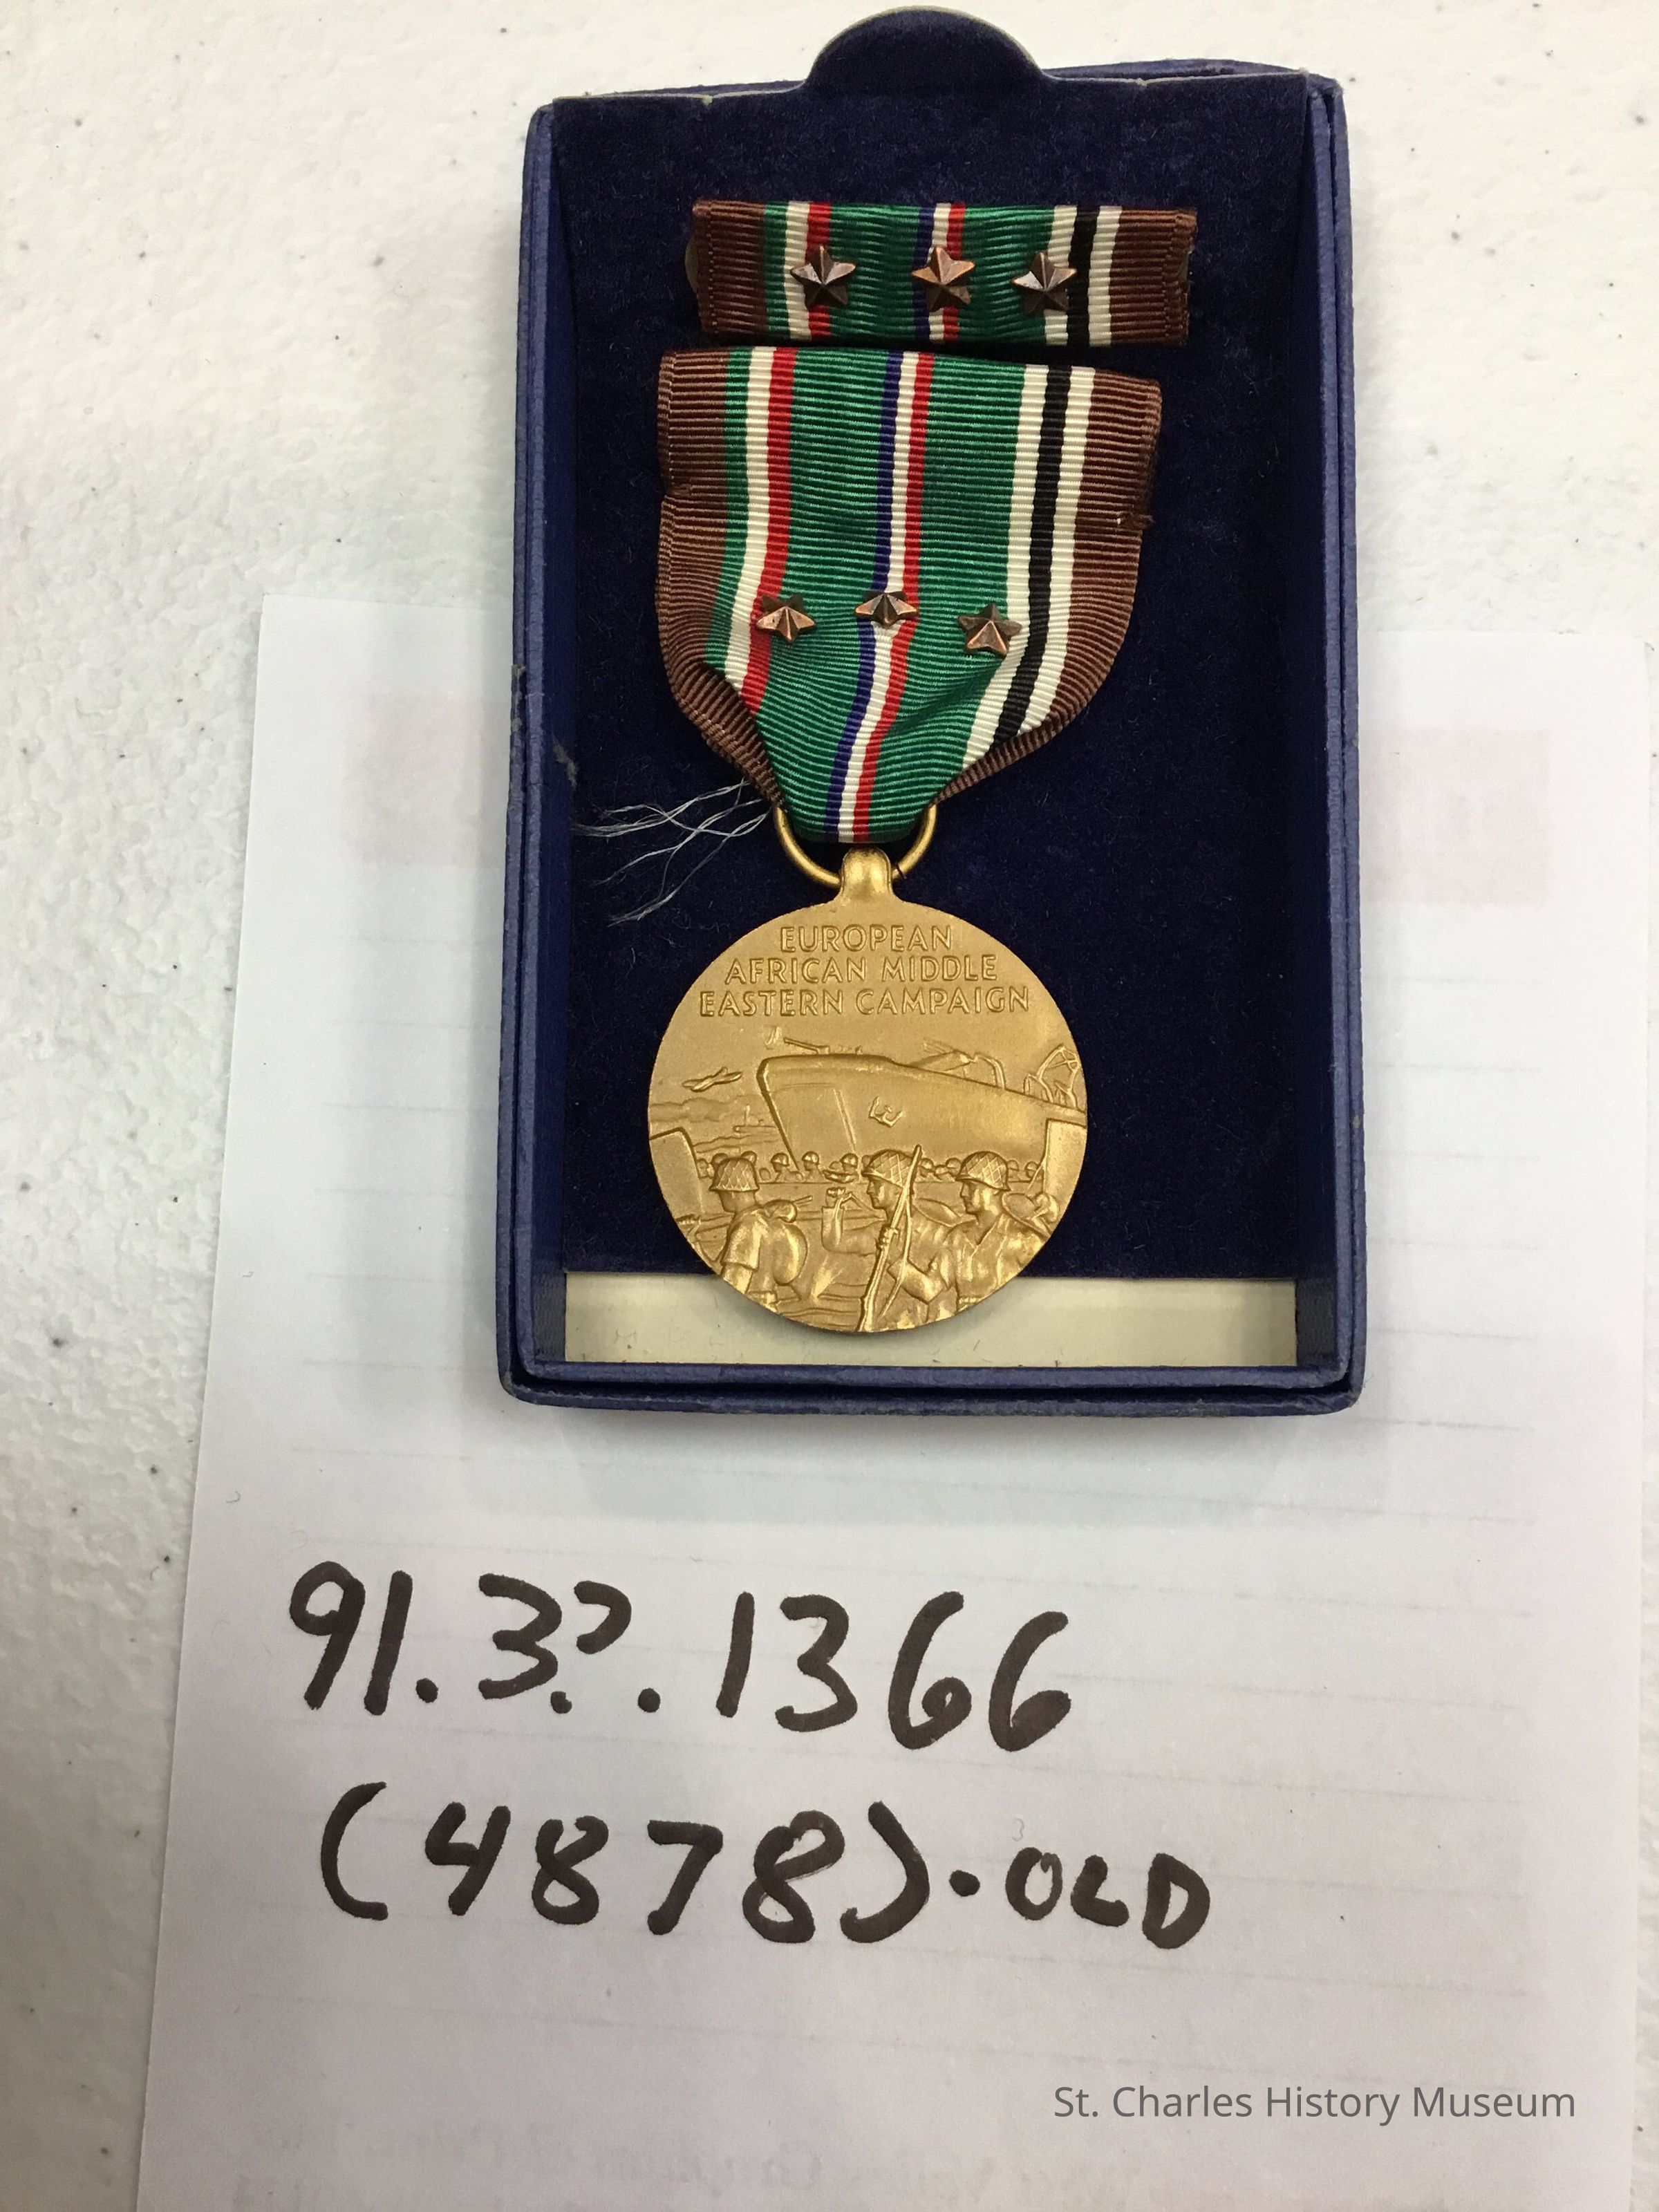 EUROPEAN
AFRICAN MIDDLE
EASTERN CAMPAIGN
91.3?.1366
(4878).OLD
St. Charles History Museum